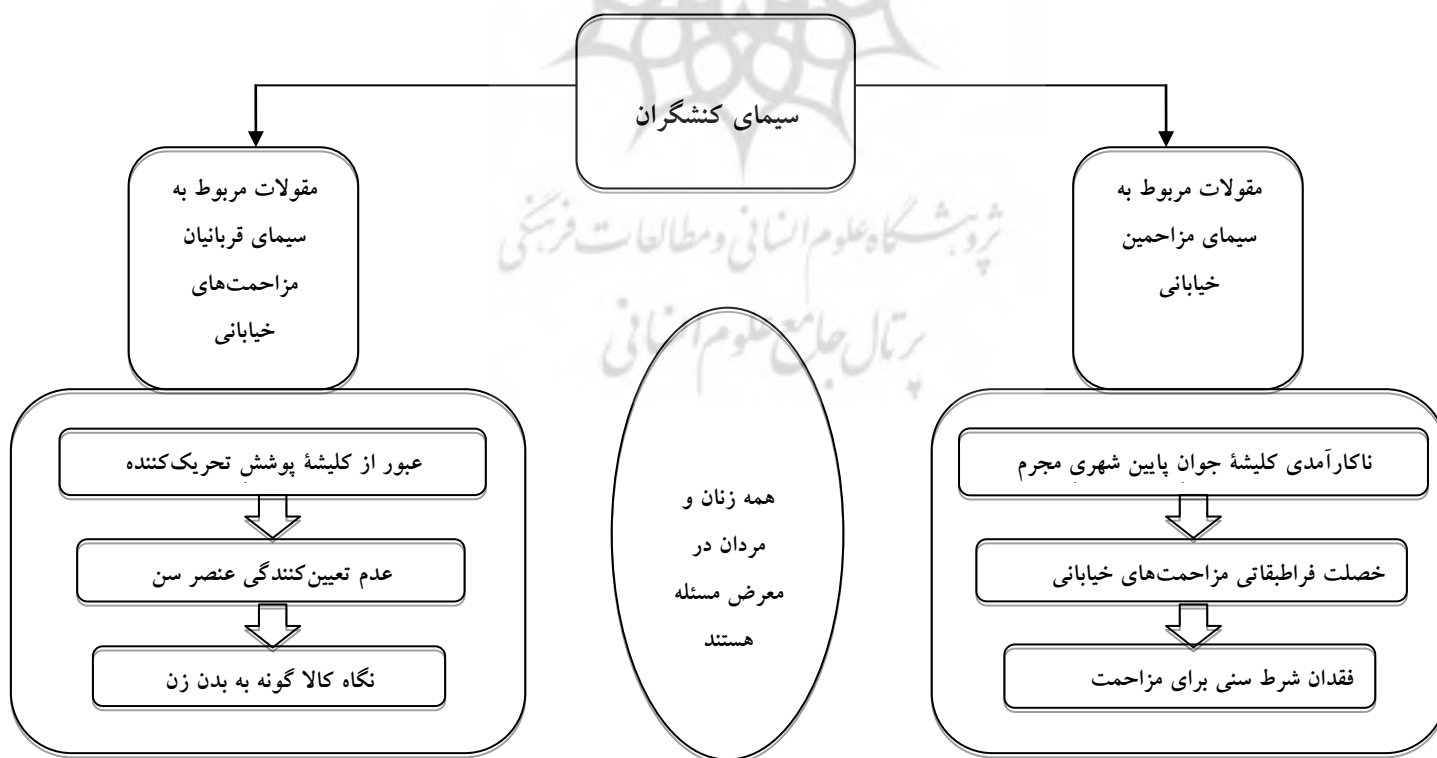 سیمای کنشگران
مقولات مربوط به
سیمای مزاحمین
خیابانی
مقولات مربوط به
سیمای قربانیان
مزاحمت‌های
خیابانی
پژوهشگاه علوم انسانی و مطالعات فرهنگی
پرتال جامع علوم انسانی
ناکارآمدی کلیشهٔ جوان پایین شهریِ مجرم
خصلت فراطبقاتی مزاحمت‌های خیابانی
فقدان شرط سنی برای مزاحمت
همه زنان و
مردان در
معرض مسئله
هستند
عبور از کلیشهٔ پوششِ تحریک‌کننده
عدم تعیین‌کنندگی عنصر سن
نگاه کالا گونه به بدن زن